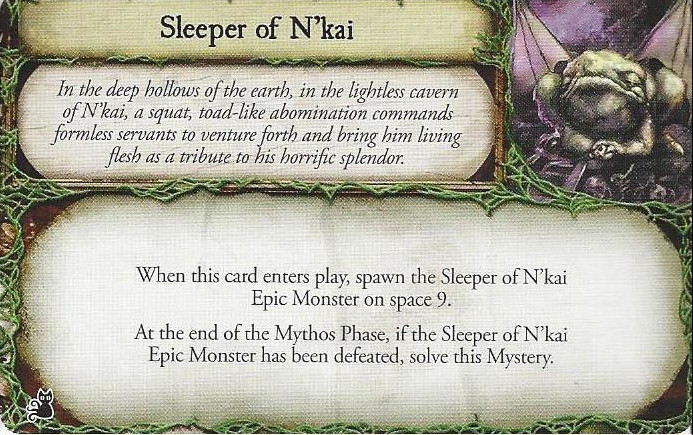 Sleeper of N'kai
In the deep hollows of the earth, in the lightless cavern
of N'kai, a squat, toad-like abomination commands
formless servants to venture forth and bring him living
flesh as a tribute to his horrific splendor.
When this card enters play, spawn the Sleeper of N'kai
Epic Monster on space 9.
At the end of the Mythos Phase, if the Sleeper of N'kai
Epic Monster has been defeated, solve this Mystery.